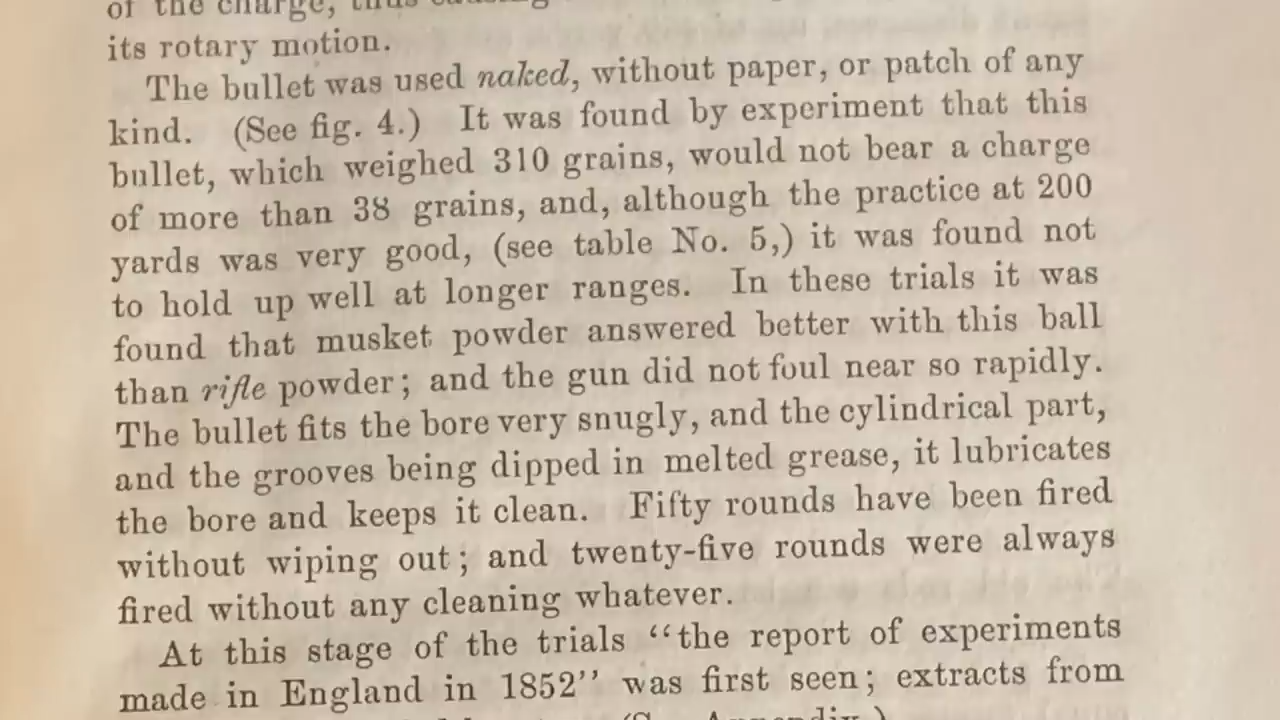 of the charge, thus causing
its rotary motion.
The bullet was used naked, without paper, or patch of any
kind. (See fig. 4.) It was found by experiment that this
bullet, which weighed 310 grains, would not bear a charge
of more than 38 grains, and, although the practice at 200
yards was very good, (see table No. 5,) it was found not
to hold up well at longer ranges. In these trials it was
found that musket powder answered better with this ball
than rifle powder; and the gun did not foul near so rapidly.
The bullet fits the bore very snugly, and the cylindrical part,
and the grooves being dipped in melted grease, it lubricates
the bore and keeps it clean. Fifty rounds have been fired
without wiping out; and twenty-five rounds were always
fired without any cleaning whatever.
At this stage of the trials “the report of experiments
made in England in 1852” was first seen; extracts from
Appendix.)